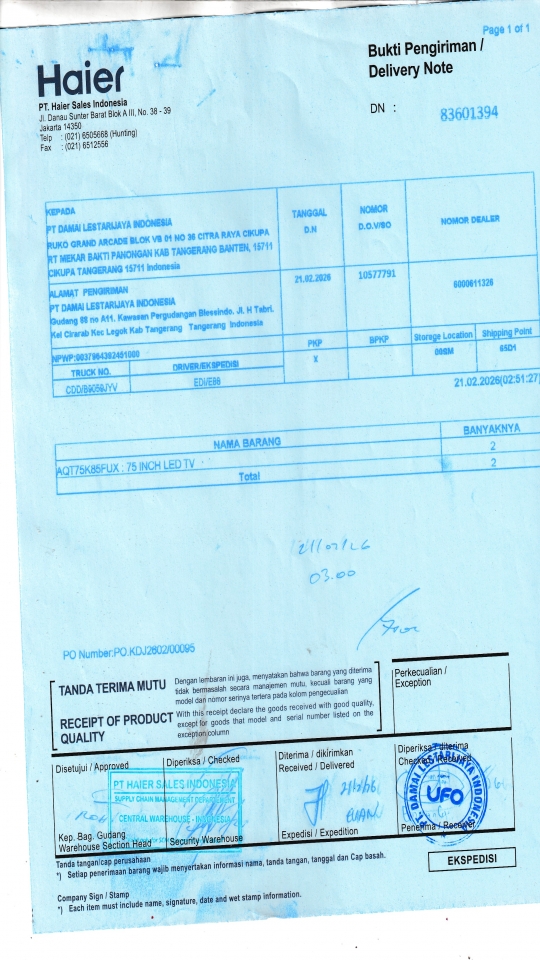 Page 1 of 1
Haier
Bukti Pengiriman /
Delivery Note
PT. Haier Sales Indonesia
Jl. Danau Sunter Barat Blok A III, No. 38 - 39
Jakarta 14350
Telp : (021) 6505668 (Hunting)
Fax : (021) 6512556
DN : 83601394
KEPADA
PT DAMAI LESTARIJAYA INDONESIA
RUKO GRAND ARCADE BLOK VB 01 NO 36 CITRA RAYA CIKUPA
RT MEKAR BAKTI PANONGAN KAB TANGERANG BANTEN, 15711
CIKUPA TANGERANG 15711 Indonesia
TANGGAL
D.N
NOMOR
D.O.V/SO
NOMOR DEALER
ALAMAT PENGIRIMAN
PT DAMAI LESTARIJAYA INDONESIA
Gudang 88 no A11. Kawasan Pergudangan Blessindo. Jl. H Tabri.
Kel Cirarab Kec Legok Kab Tangerang Tangerang Indonesia
21.02.2026
10577791
6000611326
NPWP:0037964392451000
PKP
BPKP
Storege Location
Shipping Point
TRUCK NO.
DRIVER/EKSPEDISI
X
00SM
65D1
CDD/B9059JYV
EDI/E86
21.02.2026(02:51:27)
NAMA BARANG
BANYAKNYA
AQT75K85FUX : 75 INCH LED TV
2
Total
2
03.00
PO Number:PO.KDJ2602/00095
TANDA TERIMA MUTU
Dengan lembaran ini juga, menyatakan bahwa barang yang diterima
tidak bermasalah secara manajemen mutu, kecuali barang yang
model dan nomor serinya tertera pada kolom pengecualian
RECEIPT OF PRODUCT
QUALITY
With this receipt declare the goods received with good quality,
except for goods that model and serial number listed on the
exception column
Perkecualian /
Exception
Disetujui / Approved
Diperiksa / Checked
Diterima / dikirimkan
Received / Delivered
Diperiksa / diterima
Checked / Received
PT HAIER SALES INDONESIA
SUPPLY CHAIN MANAGEMENT DEPARTMENT
CENTRAL WAREHOUSE - INDONESIA
PT. DAMAI LESTARIJAYA INDONESIA
UFO
Kep. Bag. Gudang
Warehouse Section Head
Security Warehouse
Expedisi / Expedition
Penerima / Receiver
Tanda tangan/cap perusahaan
*) Setiap penerimaan barang wajib menyertakan informasi nama, tanda tangan, tanggal dan Cap basah.
EKSPEDISI
Company Sign / Stamp
*) Each item must include name, signature, date and wet stamp information.